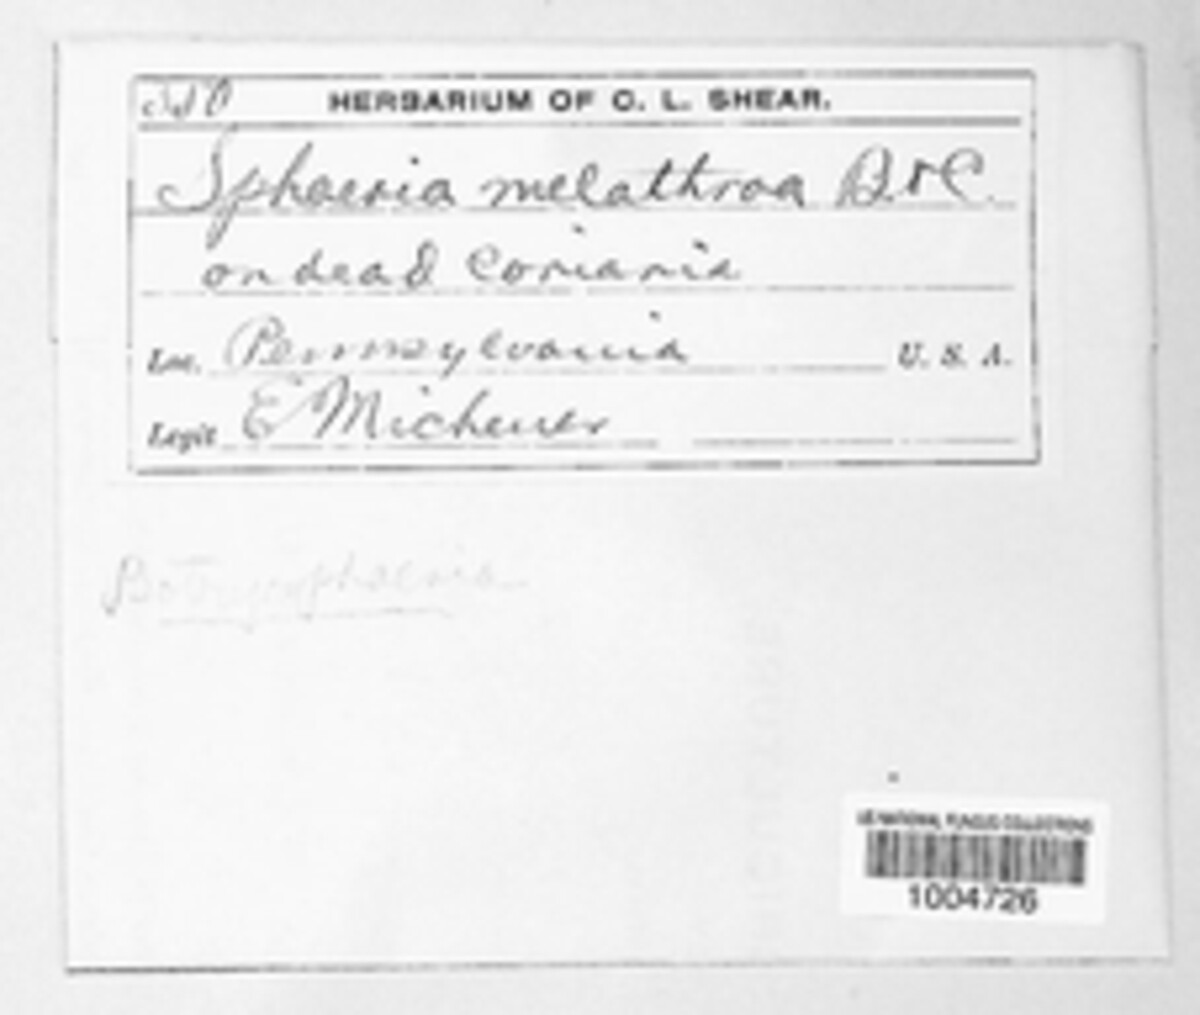 HERBARIUM OF C. L. SHEAR.
Sphaeria melathroa B & C.
on dead Coriaria
Loc. Pennsylvania U. S. A.
Legit E Michener
Botryosphaeria
US NATIONAL FUNGUS COLLECTIONS
1004726